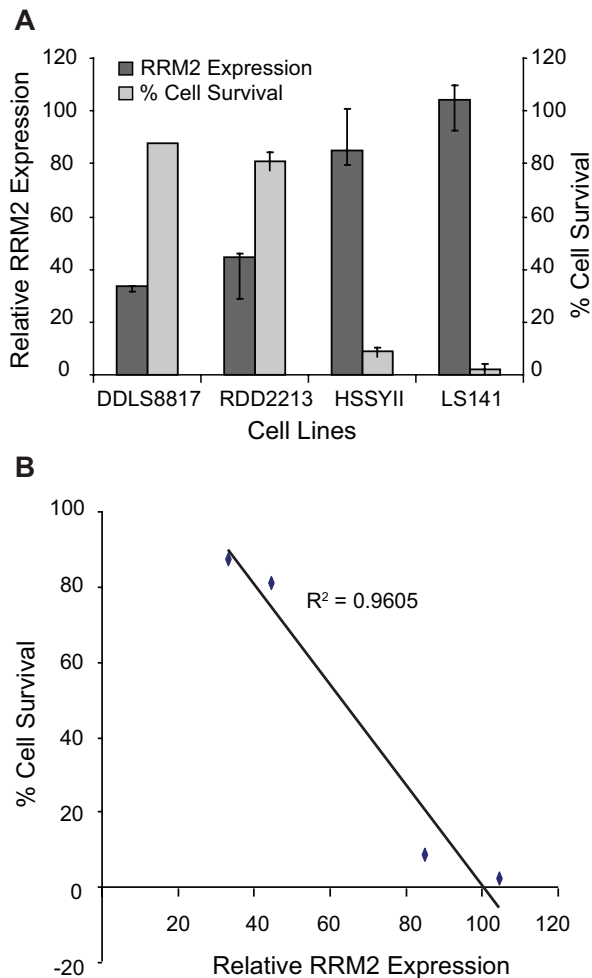 A
RRM2 Expression
% Cell Survival
Relative RRM2 Expression
120
100
80
60
40
20
0
120
100
80
60
40
20
0
% Cell Survival
DDLS8817 RDD2213 HSSYII LS141
Cell Lines
B
% Cell Survival
100
80
60
40
20
0
-20
R² = 0.9605
20 40 60 80 100 120
Relative RRM2 Expression